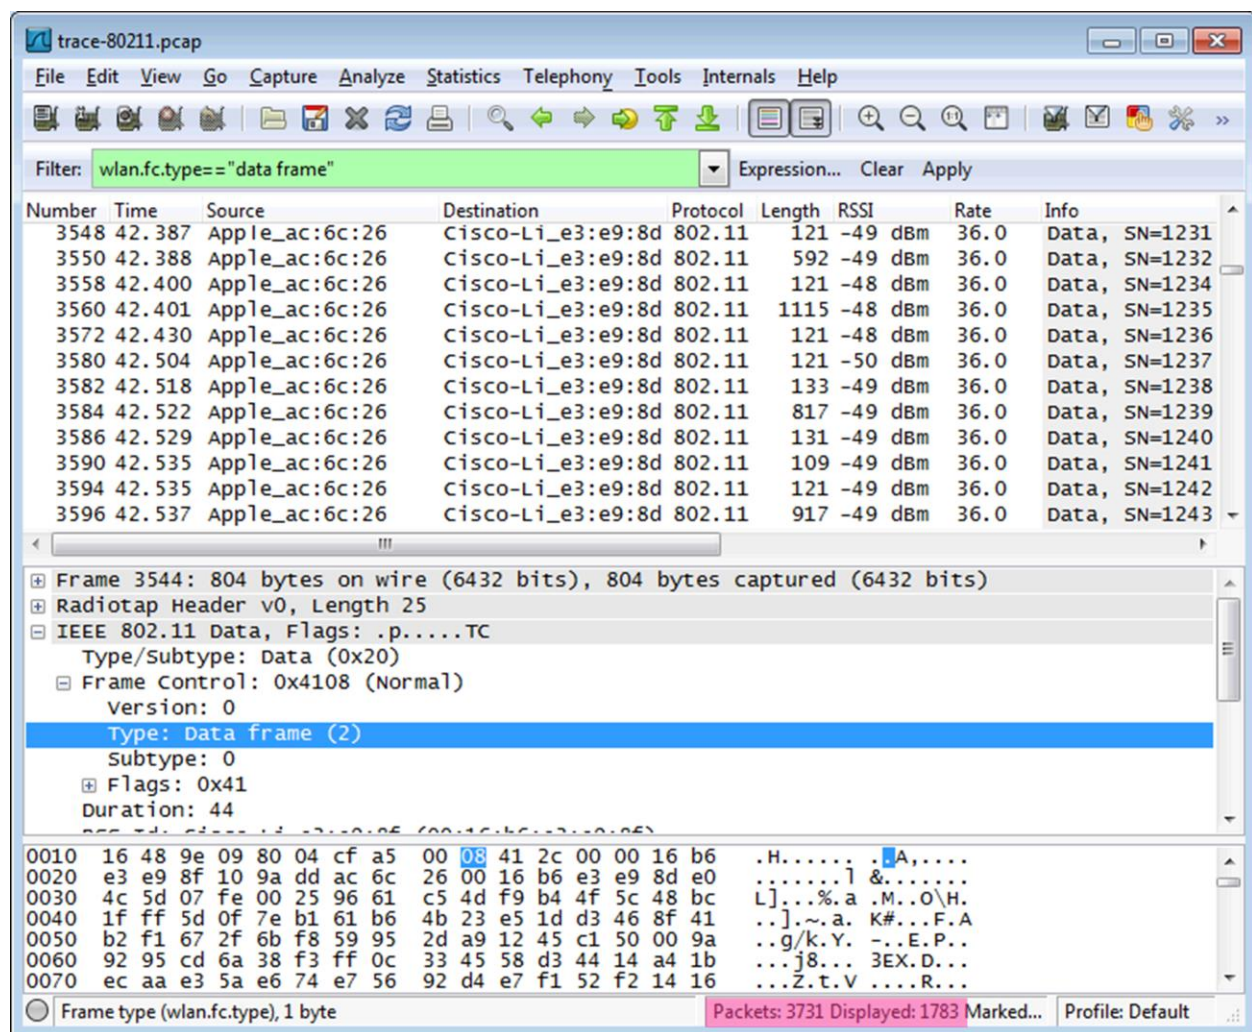 trace-80211.pcap
File Edit View Go Capture Analyze Statistics Telephony Tools Internals Help
Filter: wlan.fc.type=="data frame" Expression... Clear Apply
Number Time Source Destination Protocol Length RSSI Rate Info
3548 42.387 Apple_ac:6c:26 Cisco-Li_e3:e9:8d 802.11 121 -49 dBm 36.0 Data, SN=1231
3550 42.388 Apple_ac:6c:26 Cisco-Li_e3:e9:8d 802.11 592 -49 dBm 36.0 Data, SN=1232
3558 42.400 Apple_ac:6c:26 Cisco-Li_e3:e9:8d 802.11 121 -48 dBm 36.0 Data, SN=1234
3560 42.401 Apple_ac:6c:26 Cisco-Li_e3:e9:8d 802.11 1115 -48 dBm 36.0 Data, SN=1235
3572 42.430 Apple_ac:6c:26 Cisco-Li_e3:e9:8d 802.11 121 -48 dBm 36.0 Data, SN=1236
3580 42.504 Apple_ac:6c:26 Cisco-Li_e3:e9:8d 802.11 121 -50 dBm 36.0 Data, SN=1237
3582 42.518 Apple_ac:6c:26 Cisco-Li_e3:e9:8d 802.11 133 -49 dBm 36.0 Data, SN=1238
3584 42.522 Apple_ac:6c:26 Cisco-Li_e3:e9:8d 802.11 817 -49 dBm 36.0 Data, SN=1239
3586 42.529 Apple_ac:6c:26 Cisco-Li_e3:e9:8d 802.11 131 -49 dBm 36.0 Data, SN=1240
3590 42.535 Apple_ac:6c:26 Cisco-Li_e3:e9:8d 802.11 109 -49 dBm 36.0 Data, SN=1241
3594 42.535 Apple_ac:6c:26 Cisco-Li_e3:e9:8d 802.11 121 -49 dBm 36.0 Data, SN=1242
3596 42.537 Apple_ac:6c:26 Cisco-Li_e3:e9:8d 802.11 917 -49 dBm 36.0 Data, SN=1243
Frame 3544: 804 bytes on wire (6432 bits), 804 bytes captured (6432 bits)
Radiotap Header v0, Length 25
IEEE 802.11 Data, Flags: .p.....TC
Type/Subtype: Data (0x20)
Frame Control: 0x4108 (Normal)
Version: 0
Type: Data frame (2)
Subtype: 0
Flags: 0x41
Duration: 44
0010 16 48 9e 09 80 04 cf a5 00 08 41 2c 00 00 16 b6 .H...... ..A,....
0020 e3 e9 8f 10 9a dd ac 6c 26 00 16 b6 e3 e9 8d e0 .......l &.......
0030 4c 5d 07 fe 00 25 96 61 c5 4d f9 b4 4f 5c 48 bc L]...%.a .M..O\H.
0040 1f ff 5d 0f 7e b1 61 b6 4b 23 e5 1d d3 46 8f 41 ..].~.a. K#...F.A
0050 b2 f1 67 2f 6b f8 59 95 2d a9 12 45 c1 50 00 9a ..g/k.Y. -..E.P..
0060 92 95 cd 6a 38 f3 ff 0c 33 45 58 d3 44 14 a4 1b ...j8... 3EX.D...
0070 ec aa e3 5a e6 74 e7 56 92 d4 e7 f1 52 f2 14 16 ...Z.t.V ....R...
Frame type (wlan.fc.type), 1 byte Packets: 3731 Displayed: 1783 Marked... Profile: Default